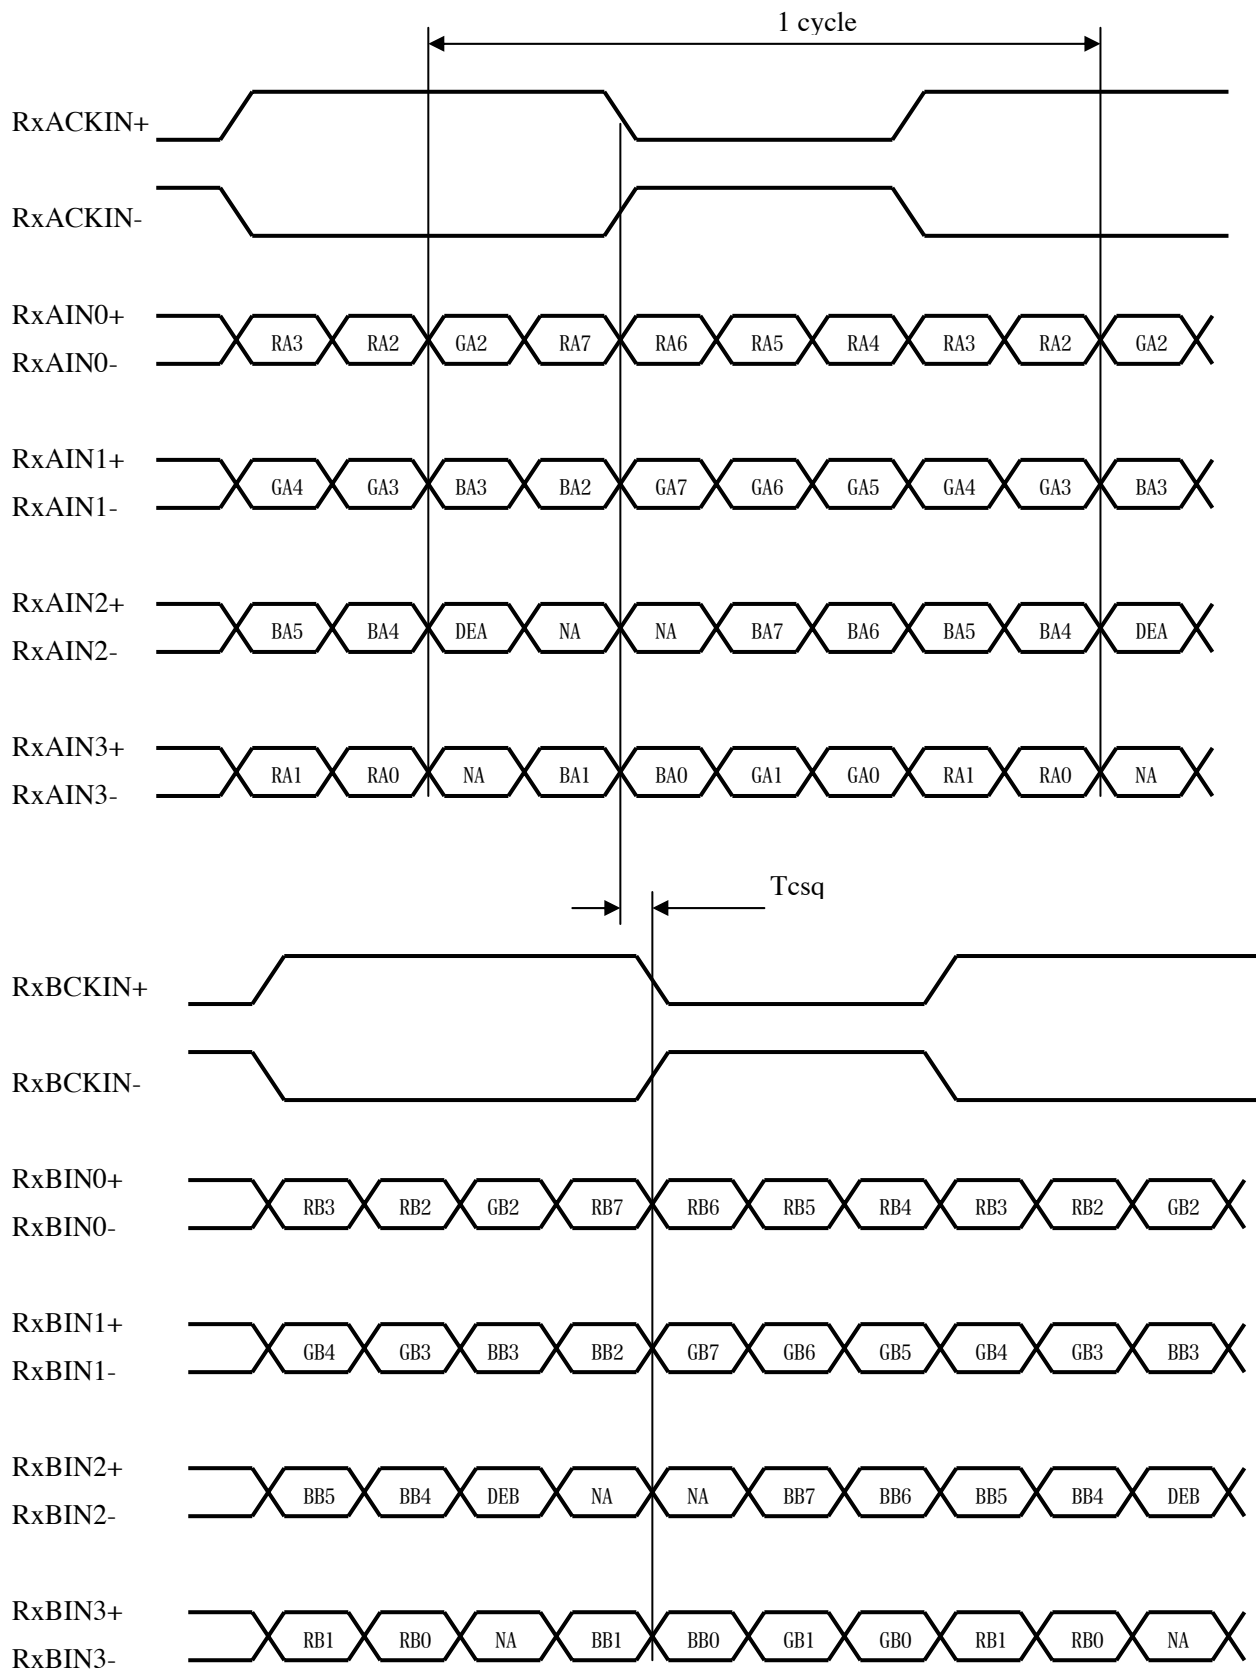 1 cycle
RxACKIN+
RxACKIN-
RxAIN0+
RA3 RA2 GA2 RA7 RA6 RA5 RA4 RA3 RA2 GA2
RxAIN0-
RxAIN1+
GA4 GA3 BA3 BA2 GA7 GA6 GA5 GA4 GA3 BA3
RxAIN1-
RxAIN2+
BA5 BA4 DEA NA NA BA7 BA6 BA5 BA4 DEA
RxAIN2-
RxAIN3+
RA1 RA0 NA BA1 BA0 GA1 GA0 RA1 RA0 NA
RxAIN3-
Tcsq
RxBCKIN+
RxBCKIN-
RxBIN0+
RB3 RB2 GB2 RB7 RB6 RB5 RB4 RB3 RB2 GB2
RxBIN0-
RxBIN1+
GB4 GB3 BB3 BB2 GB7 GB6 GB5 GB4 GB3 BB3
RxBIN1-
RxBIN2+
BB5 BB4 DEB NA NA BB7 BB6 BB5 BB4 DEB
RxBIN2-
RxBIN3+
RB1 RB0 NA BB1 BB0 GB1 GB0 RB1 RB0 NA
RxBIN3-